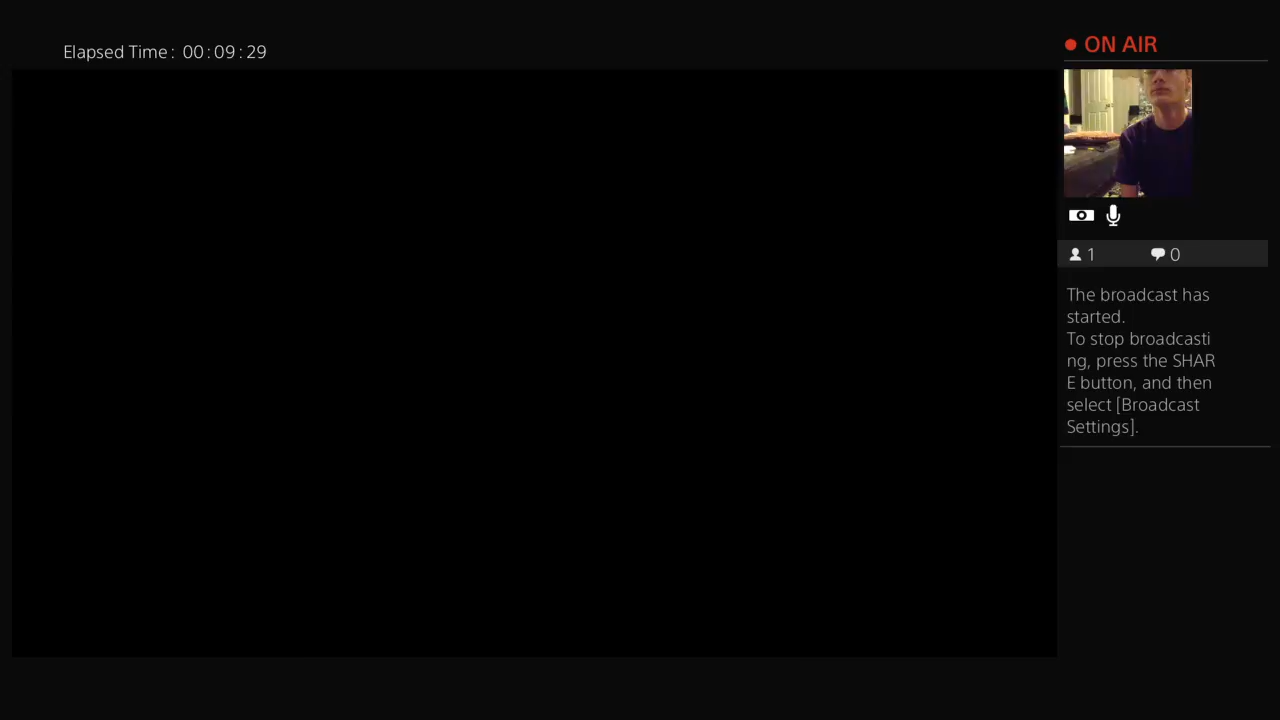 Elapsed Time: 00:09:29
ON AIR
1 0
The broadcast has
started.
To stop broadcasti
ng, press the SHAR
E button, and then
select [Broadcast
Settings].